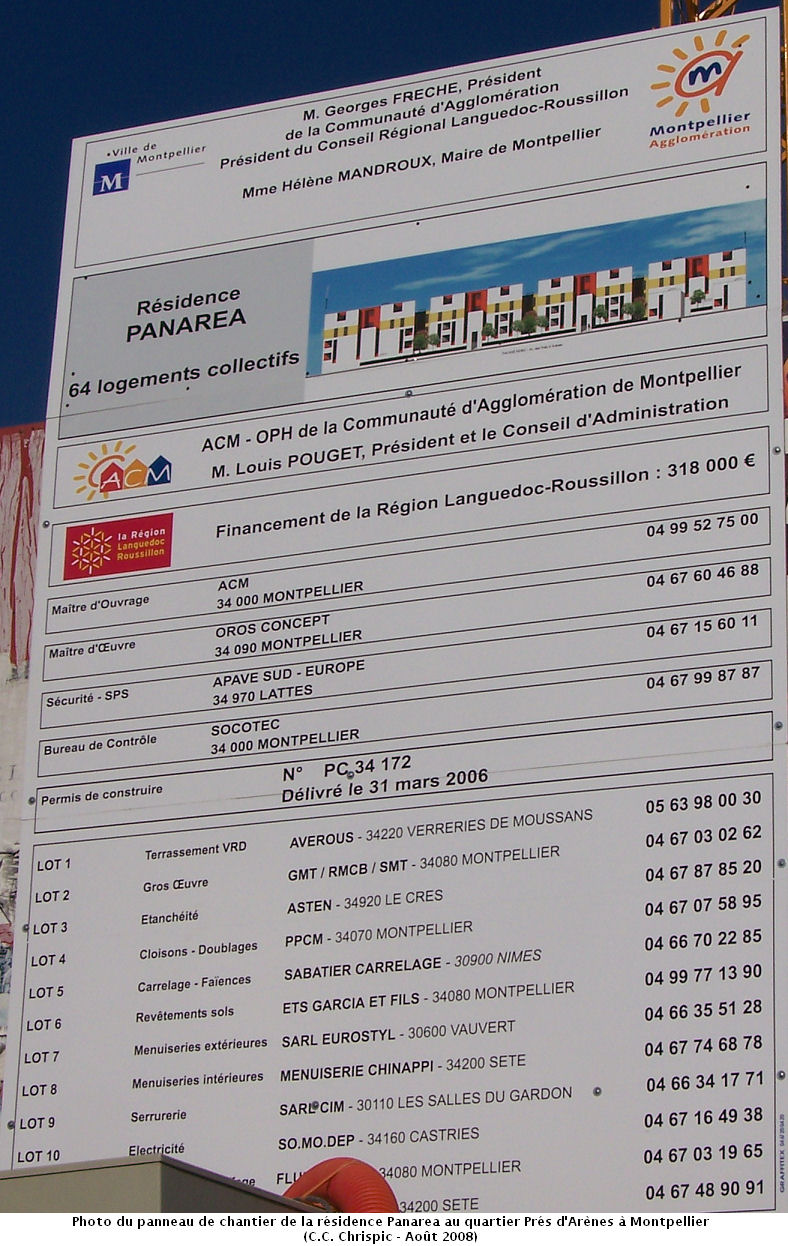 Ville de
Montpellier
M
M. Georges FRECHE, Président
de la Communauté d'Agglomération
Président du Conseil Régional Languedoc-Roussillon
Mme Hélène MANDROUX, Maire de Montpellier
Montpellier
Agglomération
Résidence
PANAREA
64 logements collectifs
ACM
ACM - OPH de la Communauté d'Agglomération de Montpellier
M. Louis POUGET, Président et le Conseil d'Administration
la Région
Languedoc
Roussillon
Financement de la Région Languedoc-Roussillon : 318 000 €
Maître d'Ouvrage ACM 04 99 52 75 00
34 000 MONTPELLIER
Maître d'Œuvre OROS CONCEPT 04 67 60 46 88
34 090 MONTPELLIER
Sécurité - SPS APAVE SUD - EUROPE 04 67 15 60 11
34 970 LATTES
Bureau de Contrôle SOCOTEC 04 67 99 87 87
34 000 MONTPELLIER
Permis de construire N° PC 34 172
Délivré le 31 mars 2006
LOT 1 Terrassement VRD AVEROUS - 34220 VERRERIES DE MOUSSANS 05 63 98 00 30
LOT 2 Gros Œuvre GMT / RMCB / SMT - 34080 MONTPELLIER 04 67 03 02 62
LOT 3 Etanchéité ASTEN - 34920 LE CRES 04 67 87 85 20
LOT 4 Cloisons - Doublages PPCM - 34070 MONTPELLIER 04 67 07 58 95
LOT 5 Carrelage - Faïences SABATIER CARRELAGE - 30900 NIMES 04 66 70 22 85
LOT 6 Revêtements sols ETS GARCIA ET FILS - 34080 MONTPELLIER 04 99 77 13 90
LOT 7 Menuiseries extérieures SARL EUROSTYL - 30600 VAUVERT 04 66 35 51 28
LOT 8 Menuiseries intérieures MENUISERIE CHINAPPI - 34200 SETE 04 67 74 68 78
LOT 9 Serrurerie SARL CIM - 30110 LES SALLES DU GARDON 04 66 34 17 71
LOT 10 Electricité SO.MO.DEP - 34160 CASTRIES 04 67 16 49 38
34080 MONTPELLIER 04 67 03 19 65
34200 SETE 04 67 48 90 91
GRAFFITEX
Photo du panneau de chantier de la résidence Panarea au quartier Prés d'Arènes à Montpellier
(C.C. Chrispic - Août 2008)